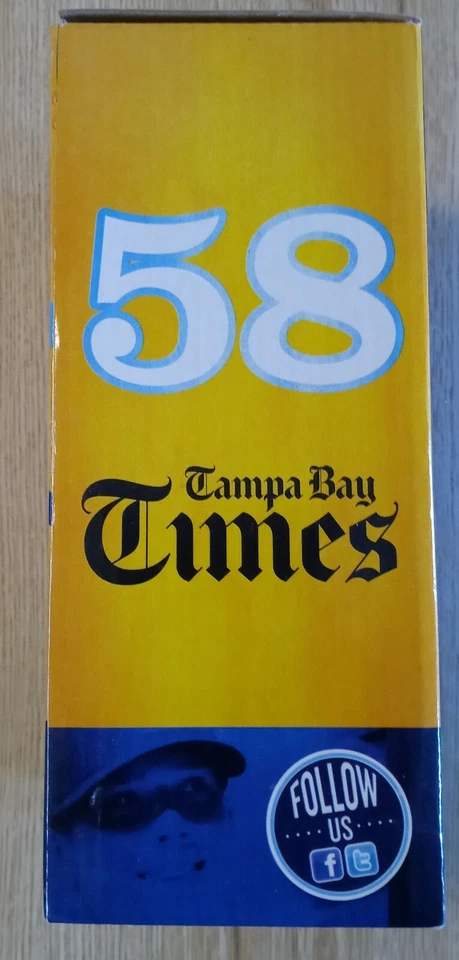 58
Tampa Bay
Times
FOLLOW
US
f t